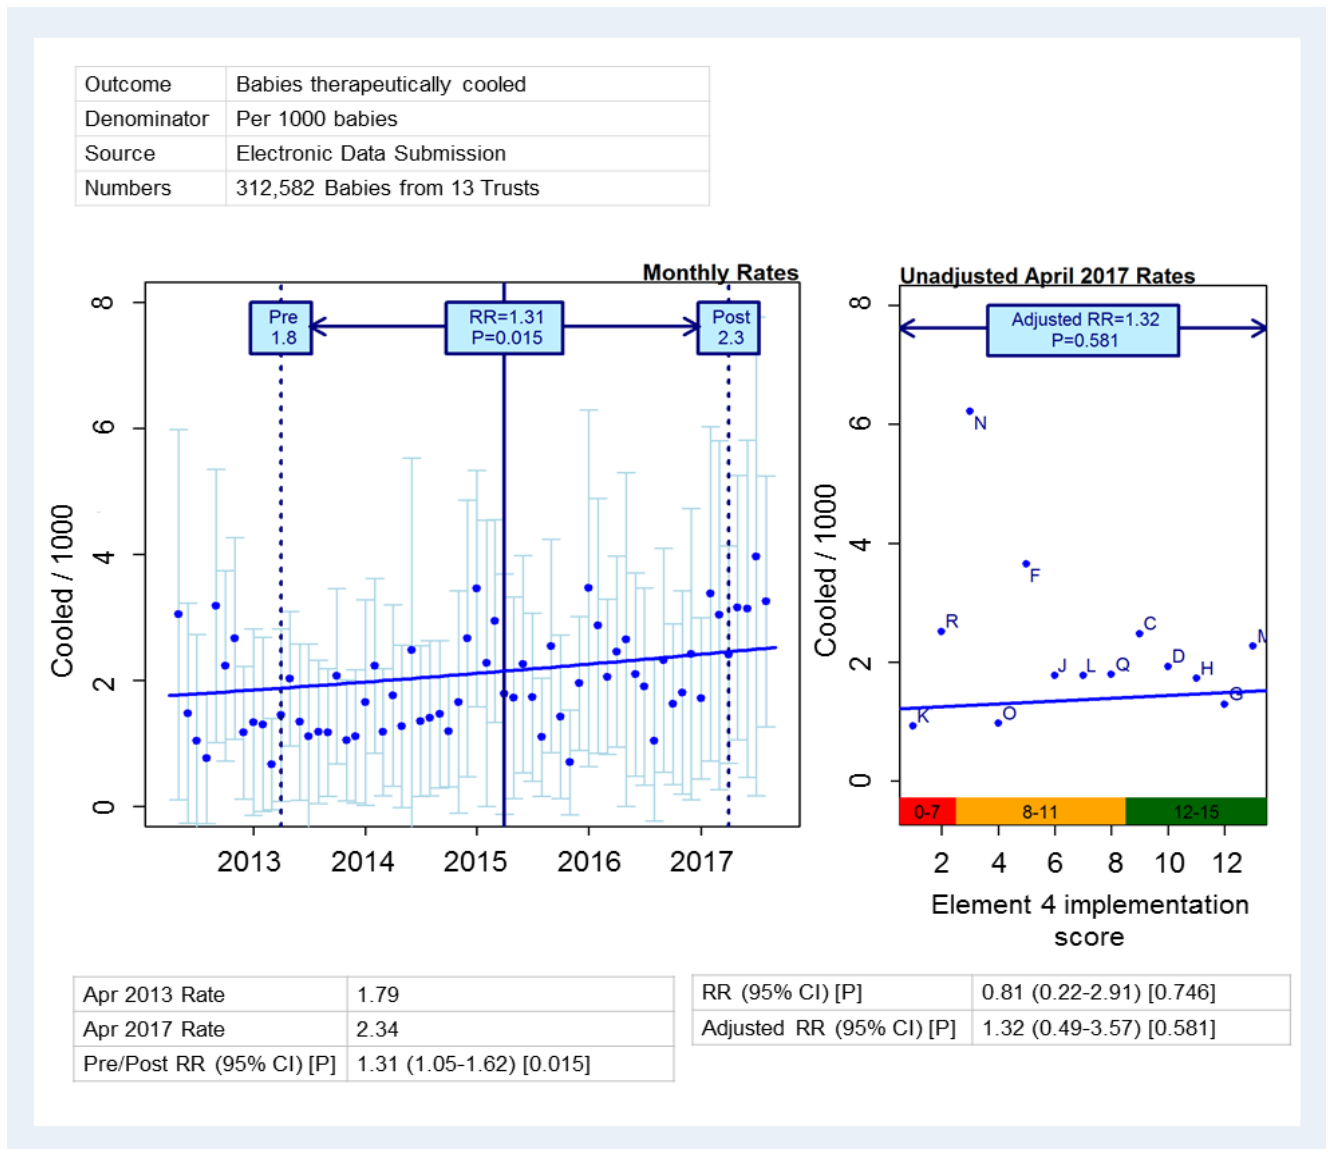 Outcome Babies therapeutically cooled
Denominator Per 1000 babies
Source Electronic Data Submission
Numbers 312,582 Babies from 13 Trusts
Monthly Rates
8
6
4
2
0
Cooled / 1000
Pre
1.8
RR=1.31
P=0.015
Post
2.3
2013 2014 2015 2016 2017
Unadjusted April 2017 Rates
8
6
4
2
0
Cooled / 1000
Adjusted RR=1.32
P=0.581
N
F
R
C
M
J
L
Q
D
H
G
K
O
0-7 8-11 12-15
2 4 6 8 10 12
Element 4 implementation
score
Apr 2013 Rate 1.79
Apr 2017 Rate 2.34
Pre/Post RR (95% CI) [P] 1.31 (1.05-1.62) [0.015]
RR (95% CI) [P] 0.81 (0.22-2.91) [0.746]
Adjusted RR (95% CI) [P] 1.32 (0.49-3.57) [0.581]